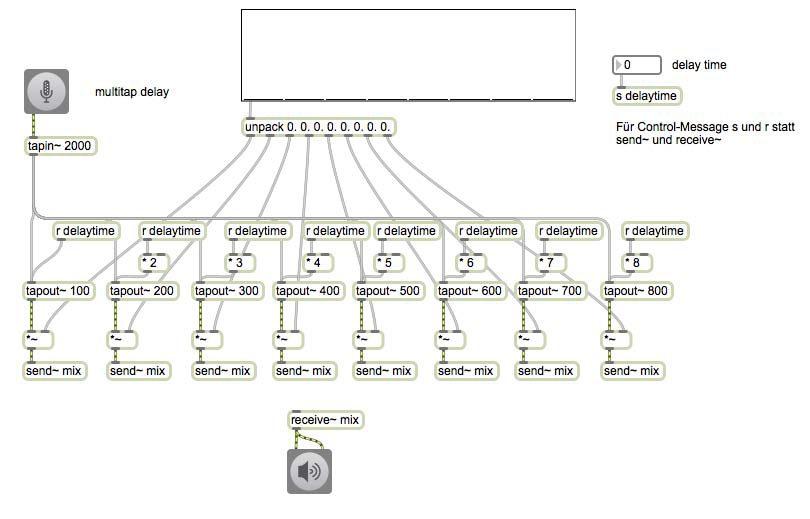 0
delay time
multitap delay
s delaytime
unpack 0. 0. 0. 0. 0. 0. 0. 0.
Für Control-Message s und r statt
send~ und receive~
tapin~ 2000
r delaytime r delaytime r delaytime r delaytime r delaytime r delaytime r delaytime r delaytime
* 2 * 3 * 4 * 5 * 6 * 7 * 8
tapout~ 100 tapout~ 200 tapout~ 300 tapout~ 400 tapout~ 500 tapout~ 600 tapout~ 700 tapout~ 800
*~ *~ *~ *~ *~ *~ *~ *~
send~ mix send~ mix send~ mix send~ mix send~ mix send~ mix send~ mix send~ mix
receive~ mix